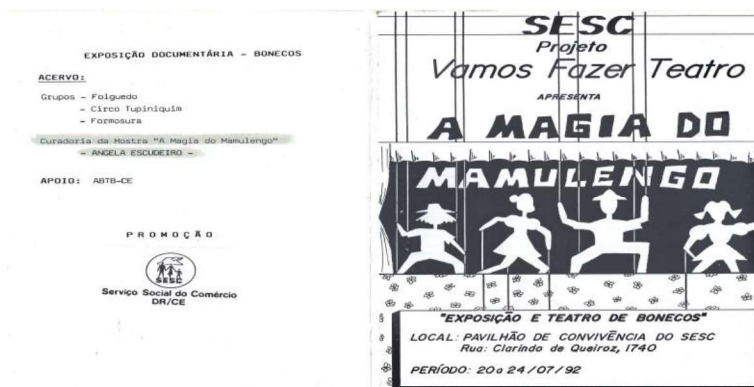 EXPOSIÇÃO DOCUMENTÁRIA - BONECOS
ACERVO:
Grupos - Folguedo
- Circo Tupiniquim
- Formosura
Curadoria da Mostra "A Magia do Mamulengo"
- ANGELA ESCUDEIRO -
APOIO: ABTB-CE
PROMOÇÃO
SESC
Serviço Social do Comércio
DR/CE
SESC
Projeto
Vamos Fazer Teatro
APRESENTA
A MAGIA DO
MAMULENGO
"EXPOSIÇÃO E TEATRO DE BONECOS"
LOCAL: PAVILHÃO DE CONVIVÊNCIA DO SESC
Rua: Clarindo de Queiroz, 1740
PERÍODO: 20 a 24/07/92